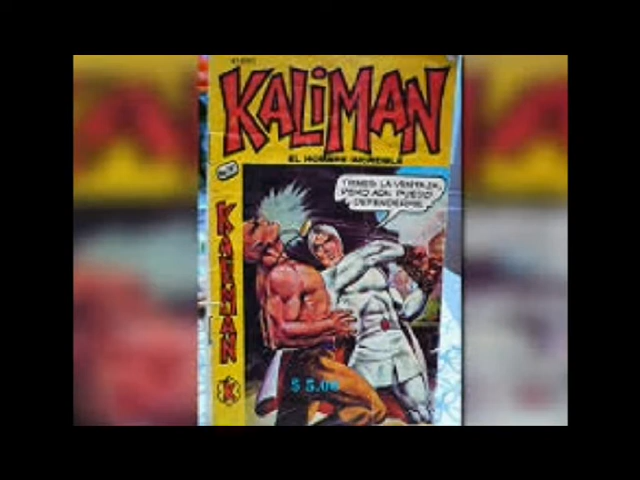 KALiMAN
EL HOMBRE INCREIBLE
TIENES LA VENTAJA,
PERO AÚN PUEDO
DEFENDERME
KALIMAN
K
$ 5.00